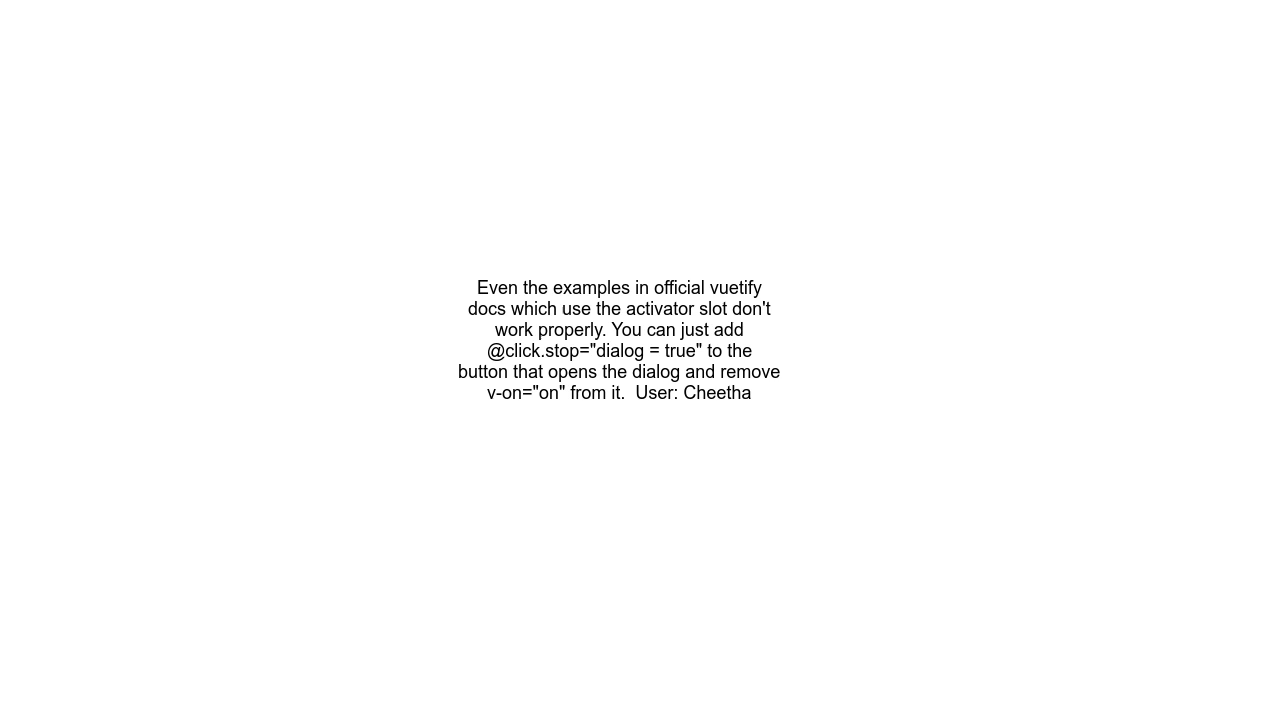 Even the examples in official vuetify
docs which use the activator slot don't
work properly. You can just add
@click.stop="dialog = true" to the
button that opens the dialog and remove
v-on="on" from it.  User: Cheetha